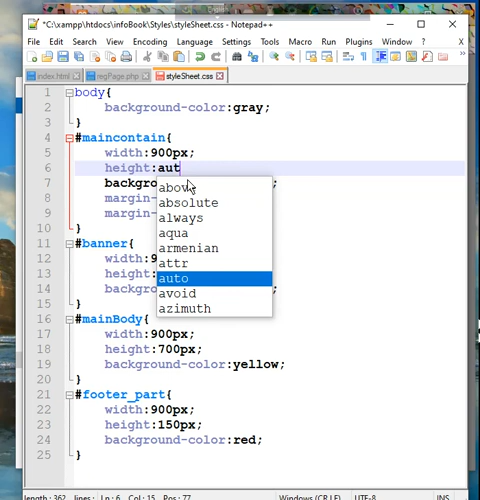 *C:\xampp\htdocs\infoBook\Styles\styleSheet.css - Notepad++
File Edit Search View Encoding Language Settings Tools Macro Run Plugins Window ? X
index.html regPage.php styleSheet.css
1 body{
2 background-color:gray;
3 }
4 #maincontain{
5 width:900px;
6 height:aut
7 backgro ;
8 margin-
9 margin-
10 }
11 #banner{
12 width:9 ;
13 height: ;
14 backgro ;
15 }
16 #mainBody{
17 width:900px;
18 height:700px;
19 background-color:yellow;
20 }
21 #footer_part{
22 width:900px;
23 height:150px;
24 background-color:red;
25 }
above
absolute
always
aqua
armenian
attr
auto
avoid
azimuth
length : 362 lines : Ln : 6 Col : 15 Pos : 77 Windows (CR LF) UTF-8 INS